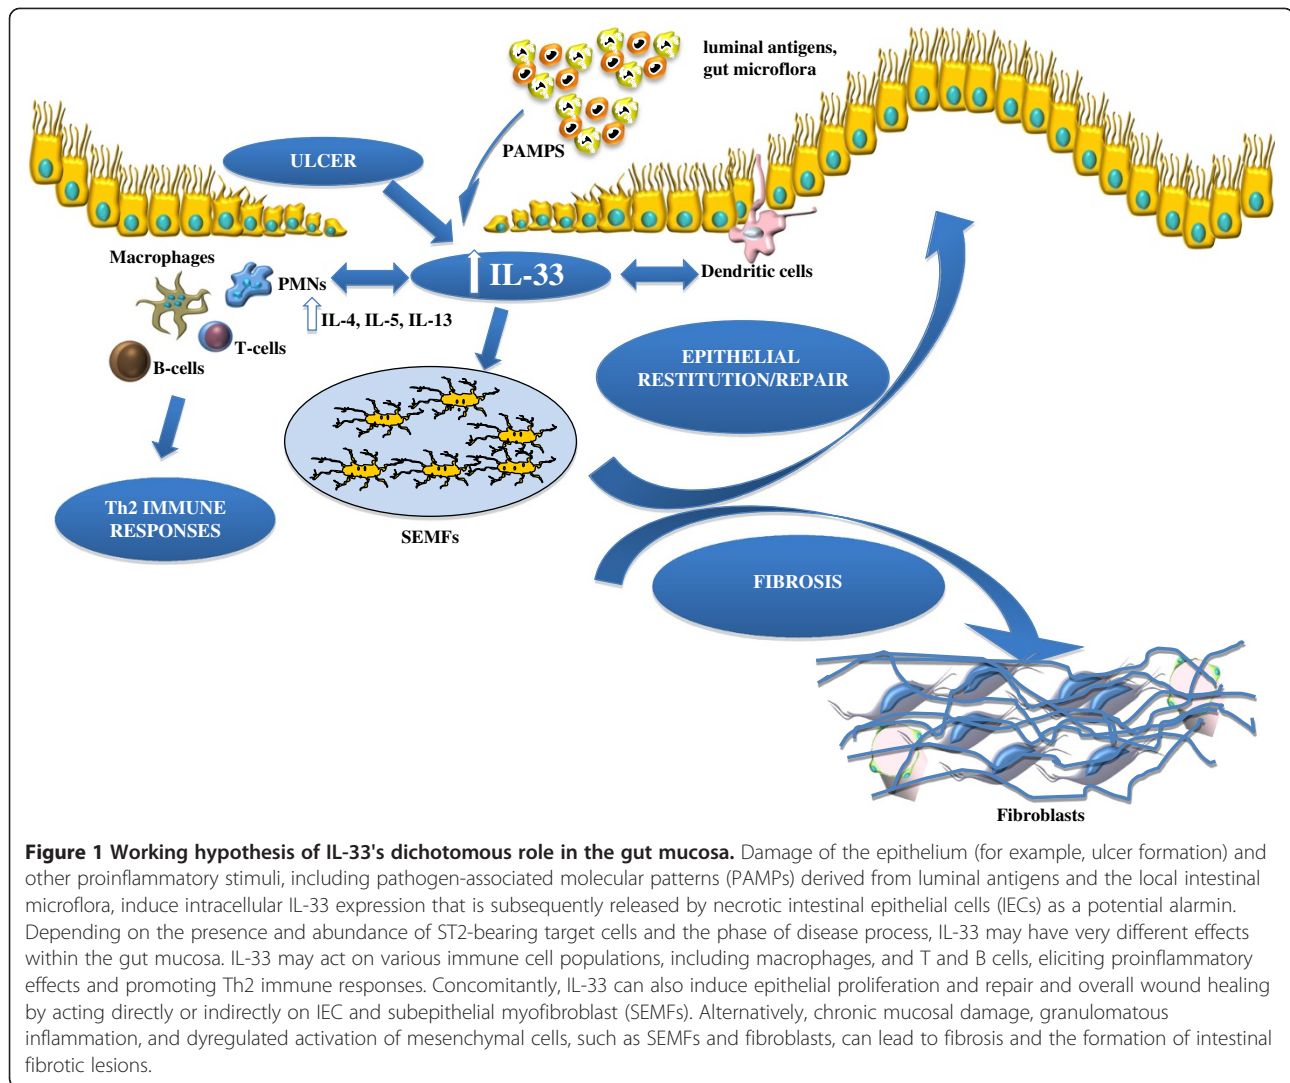 luminal antigens,
gut microflora
PAMPS
ULCER
Macrophages
PMNs
IL-33
Dendritic cells
IL-4, IL-5, IL-13
T-cells
B-cells
EPITHELIAL
RESTITUTION/REPAIR
Th2 IMMUNE
RESPONSES
SEMFs
FIBROSIS
Fibroblasts
Figure 1 Working hypothesis of IL-33's dichotomous role in the gut mucosa. Damage of the epithelium (for example, ulcer formation) and
other proinflammatory stimuli, including pathogen-associated molecular patterns (PAMPs) derived from luminal antigens and the local intestinal
microflora, induce intracellular IL-33 expression that is subsequently released by necrotic intestinal epithelial cells (IECs) as a potential alarmin.
Depending on the presence and abundance of ST2-bearing target cells and the phase of disease process, IL-33 may have very different effects
within the gut mucosa. IL-33 may act on various immune cell populations, including macrophages, and T and B cells, eliciting proinflammatory
effects and promoting Th2 immune responses. Concomitantly, IL-33 can also induce epithelial proliferation and repair and overall wound healing
by acting directly or indirectly on IEC and subepithelial myofibroblast (SEMFs). Alternatively, chronic mucosal damage, granulomatous
inflammation, and dyregulated activation of mesenchymal cells, such as SEMFs and fibroblasts, can lead to fibrosis and the formation of intestinal
fibrotic lesions.